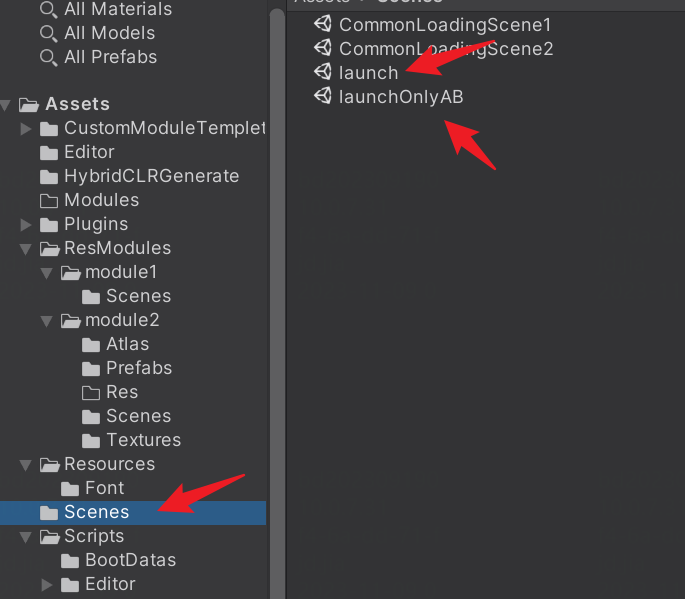 All Materials
All Models
All Prefabs
Assets
CustomModuleTemplet
Editor
HybridCLRGenerate
Modules
Plugins
ResModules
module1
Scenes
module2
Atlas
Prefabs
Res
Scenes
Textures
Resources
Font
Scenes
Scripts
BootDatas
Editor
Assets Scenes
CommonLoadingScene1
CommonLoadingScene2
launch
launchOnlyAB